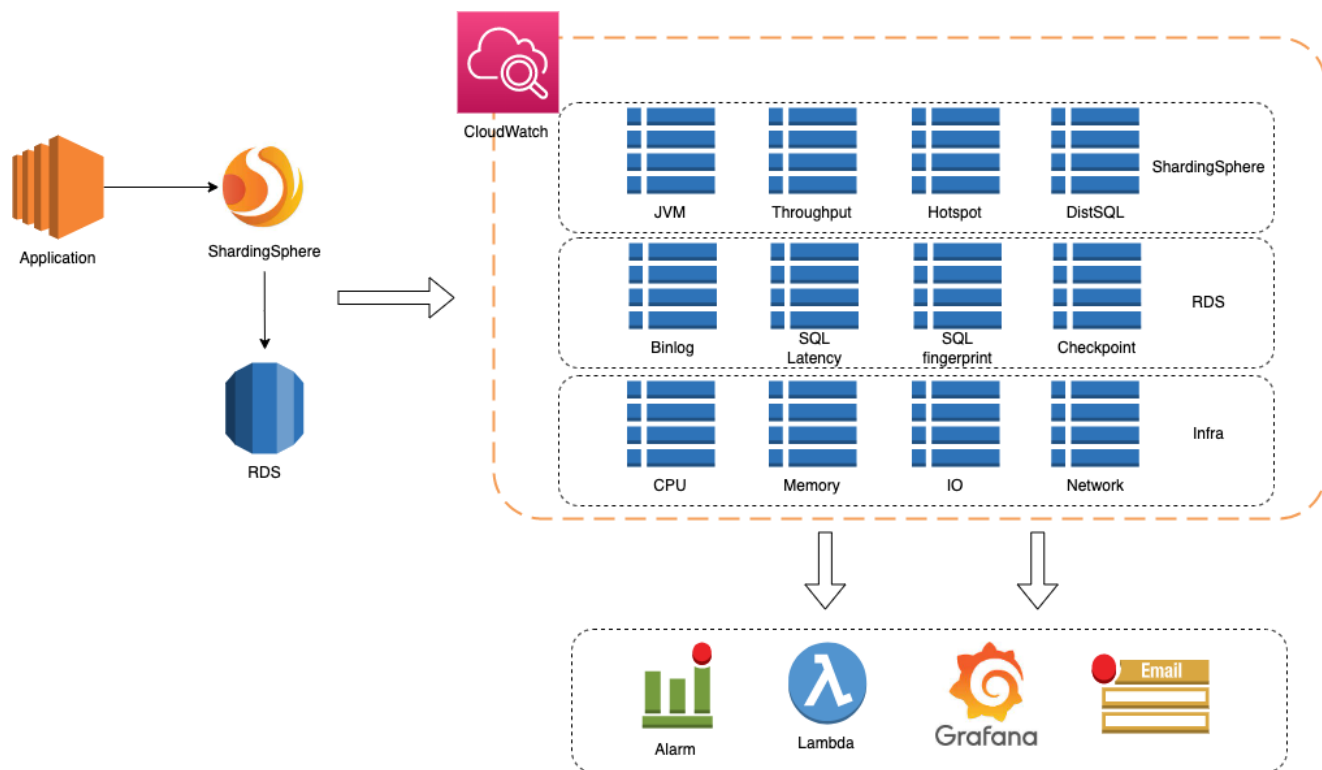 CloudWatch
Application
ShardingSphere
RDS
JVM
Throughput
Hotspot
DistSQL
ShardingSphere
Binlog
SQL
Latency
SQL
fingerprint
Checkpoint
RDS
CPU
Memory
IO
Network
Infra
Alarm
Lambda
Grafana
Email